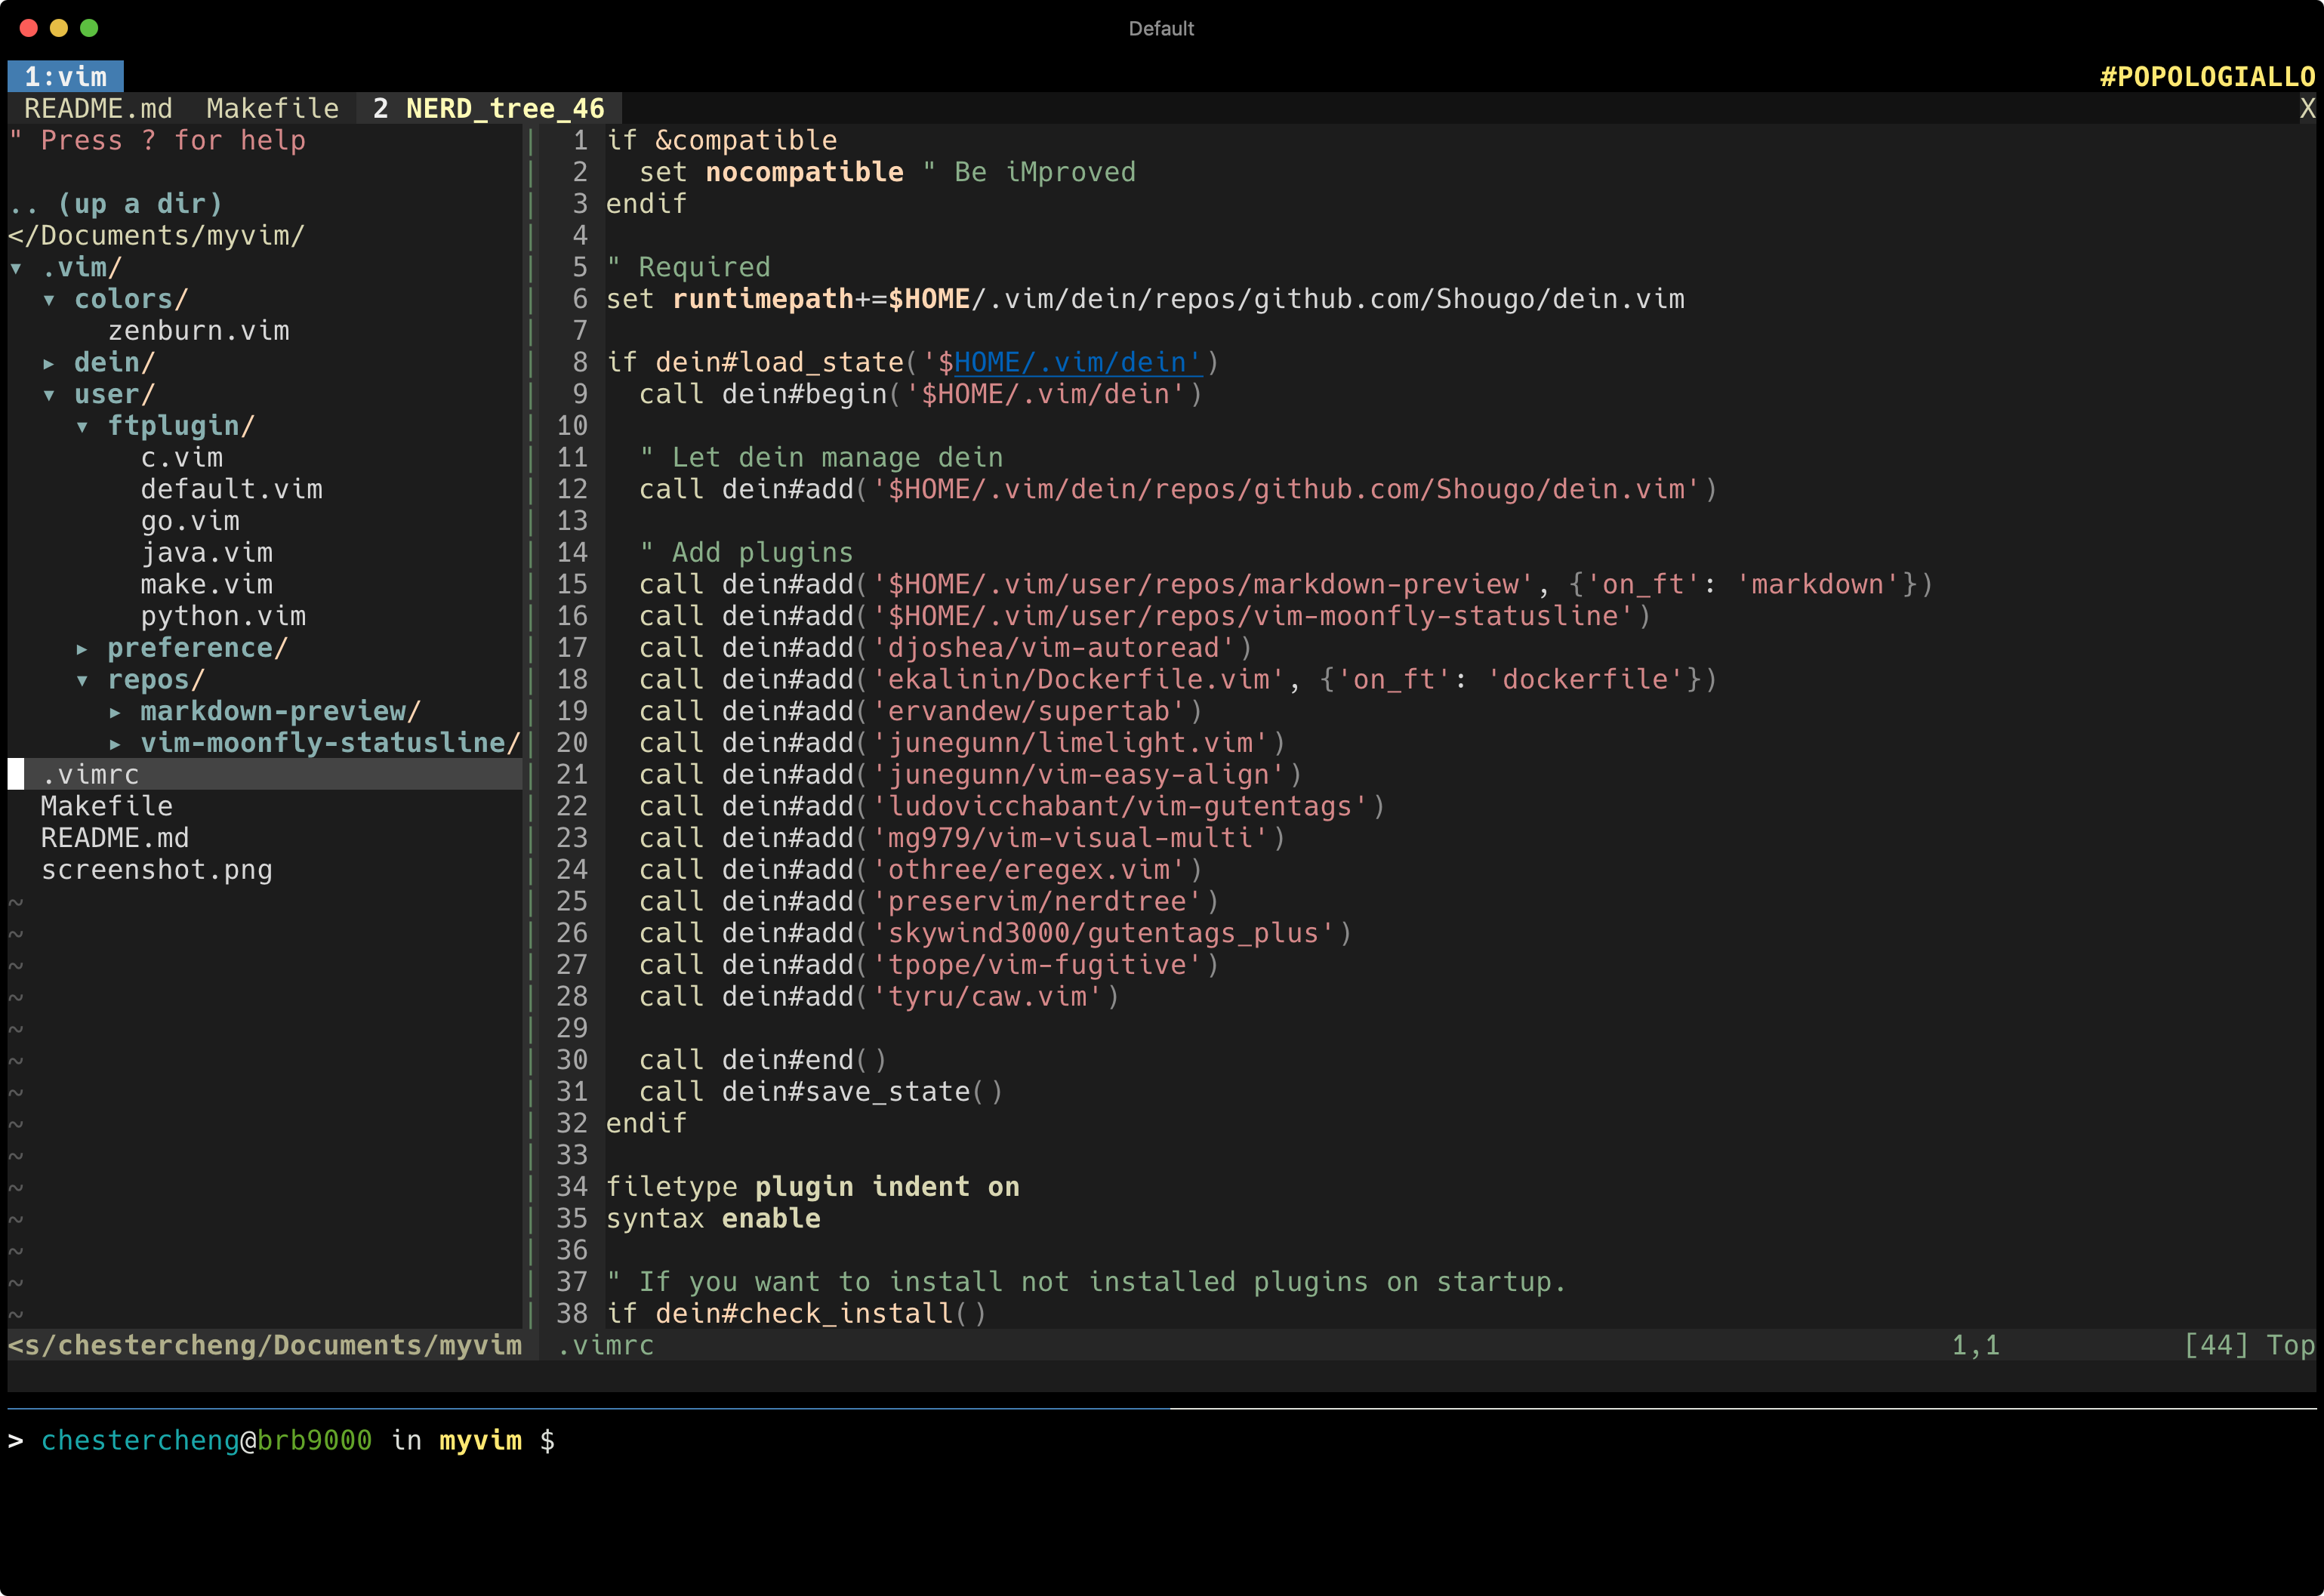 Default
1:vim #POPOLOGIALLO
README.md Makefile 2 NERD_tree_46 X
" Press ? for help
.. (up a dir)
</Documents/myvim/
▾ .vim/
▾ colors/
zenburn.vim
▸ dein/
▾ user/
▾ ftplugin/
c.vim
default.vim
go.vim
java.vim
make.vim
python.vim
▸ preference/
▾ repos/
▸ markdown-preview/
▸ vim-moonfly-statusline/
.vimrc
Makefile
README.md
screenshot.png
~
~
~
~
~
~
~
~
~
~
~
~
~
~
<s/chestercheng/Documents/myvim
1 if &compatible
2   set nocompatible " Be iMproved
3 endif
4
5 " Required
6 set runtimepath+=$HOME/.vim/dein/repos/github.com/Shougo/dein.vim
7
8 if dein#load_state('$HOME/.vim/dein')
9   call dein#begin('$HOME/.vim/dein')
10
11   " Let dein manage dein
12   call dein#add('$HOME/.vim/dein/repos/github.com/Shougo/dein.vim')
13
14   " Add plugins
15   call dein#add('$HOME/.vim/user/repos/markdown-preview', {'on_ft': 'markdown'})
16   call dein#add('$HOME/.vim/user/repos/vim-moonfly-statusline')
17   call dein#add('djoshea/vim-autoread')
18   call dein#add('ekalinin/Dockerfile.vim', {'on_ft': 'dockerfile'})
19   call dein#add('ervandew/supertab')
20   call dein#add('junegunn/limelight.vim')
21   call dein#add('junegunn/vim-easy-align')
22   call dein#add('ludovicchabant/vim-gutentags')
23   call dein#add('mg979/vim-visual-multi')
24   call dein#add('othree/eregex.vim')
25   call dein#add('preservim/nerdtree')
26   call dein#add('skywind3000/gutentags_plus')
27   call dein#add('tpope/vim-fugitive')
28   call dein#add('tyru/caw.vim')
29
30   call dein#end()
31   call dein#save_state()
32 endif
33
34 filetype plugin indent on
35 syntax enable
36
37 " If you want to install not installed plugins on startup.
38 if dein#check_install()
.vimrc 1,1 [44] Top
> chestercheng@brb9000 in myvim $